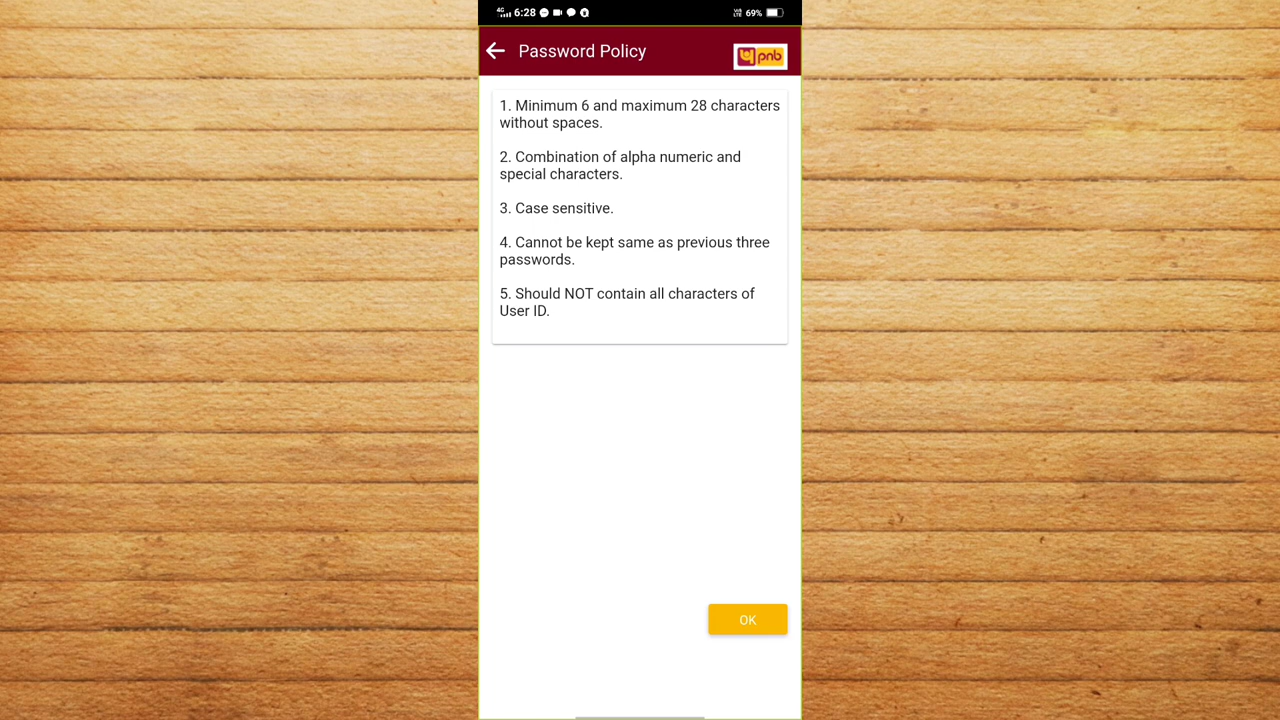 4G 6:28 69%
Password Policy
pnb
1. Minimum 6 and maximum 28 characters
without spaces.
2. Combination of alpha numeric and
special characters.
3. Case sensitive.
4. Cannot be kept same as previous three
passwords.
5. Should NOT contain all characters of
User ID.
OK